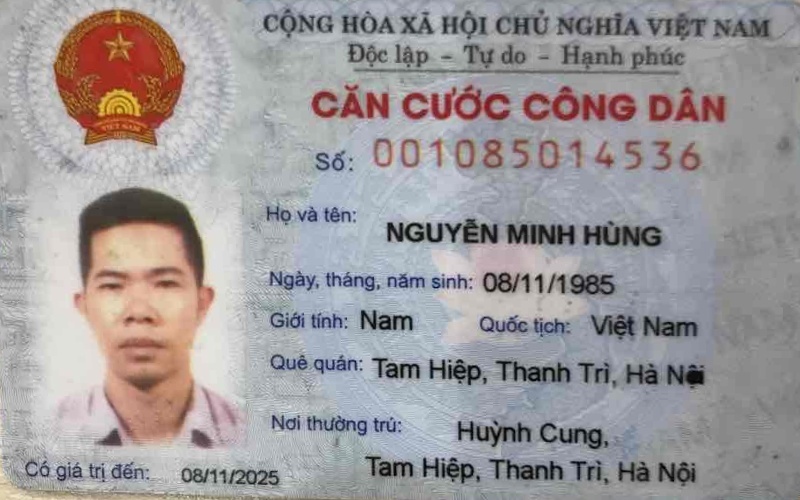 CỘNG HÒA XÃ HỘI CHỦ NGHĨA VIỆT NAM
Độc lập - Tự do - Hạnh phúc
CĂN CƯỚC CÔNG DÂN
Số: 001085014536
Họ và tên:
NGUYỄN MINH HÙNG
Ngày, tháng, năm sinh: 08/11/1985
Giới tính: Nam Quốc tịch: Việt Nam
Quê quán: Tam Hiệp, Thanh Trì, Hà Nội
Nơi thường trú: Huỳnh Cung,
Tam Hiệp, Thanh Trì, Hà Nội
Có giá trị đến: 08/11/2025
VIỆT NAM